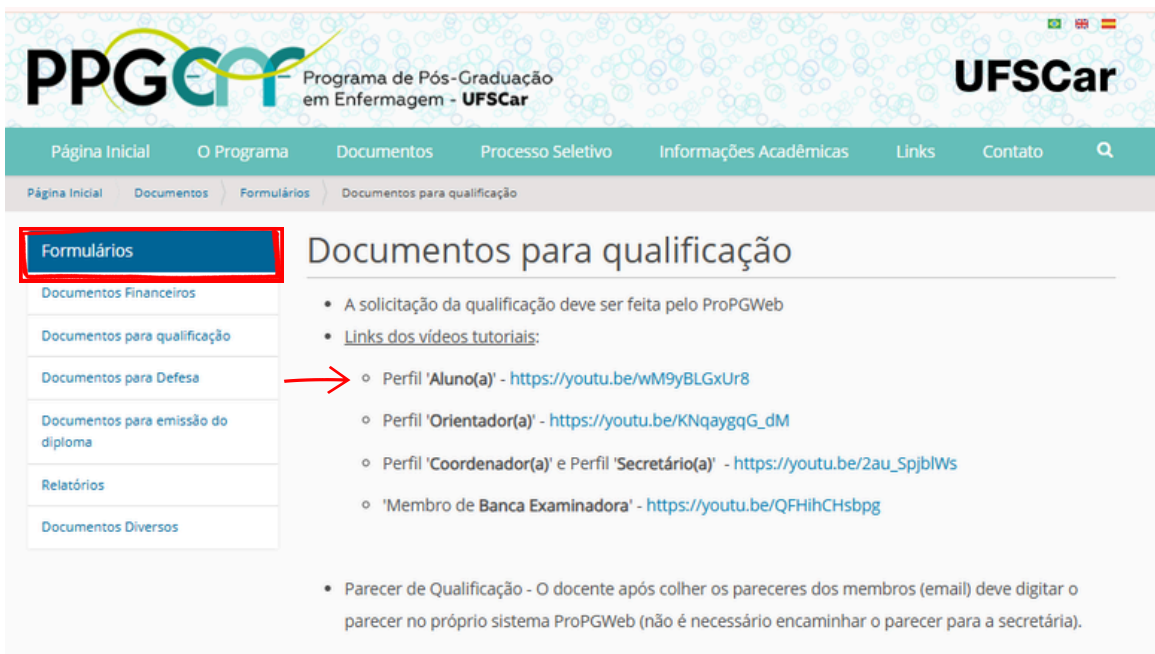 PPGEnf
Programa de Pós-Graduação
em Enfermagem - UFSCar
UFSCar
Página Inicial O Programa Documentos Processo Seletivo Informações Acadêmicas Links Contato
Página Inicial Documentos Formulários Documentos para qualificação
Formulários
Documentos Financeiros
Documentos para qualificação
Documentos para Defesa
Documentos para emissão do
diploma
Relatórios
Documentos Diversos
Documentos para qualificação
• A solicitação da qualificação deve ser feita pelo ProPGWeb
• Links dos vídeos tutoriais:
○ Perfil 'Aluno(a)' - https://youtu.be/wM9yBLGxUr8
○ Perfil 'Orientador(a)' - https://youtu.be/KNqaygqG_dM
○ Perfil 'Coordenador(a)' e Perfil 'Secretário(a)' - https://youtu.be/2au_SpjblWs
○ 'Membro de Banca Examinadora' - https://youtu.be/QFHihCHsbpg
• Parecer de Qualificação - O docente após colher os pareceres dos membros (email) deve digitar o
parecer no próprio sistema ProPGWeb (não é necessário encaminhar o parecer para a secretária).